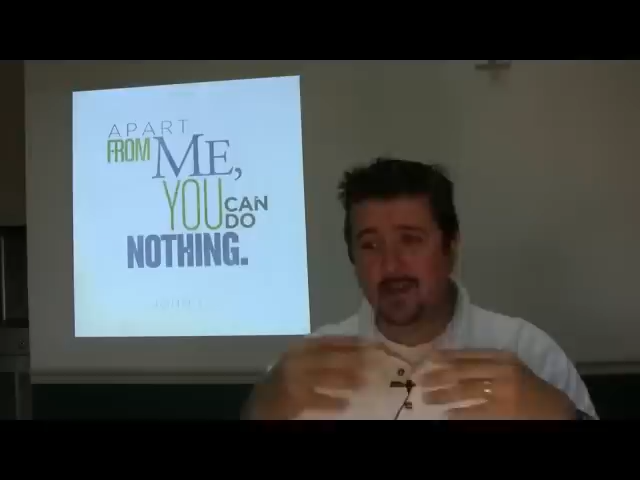 APART
FROM ME,
YOU CAN
DO
NOTHING.